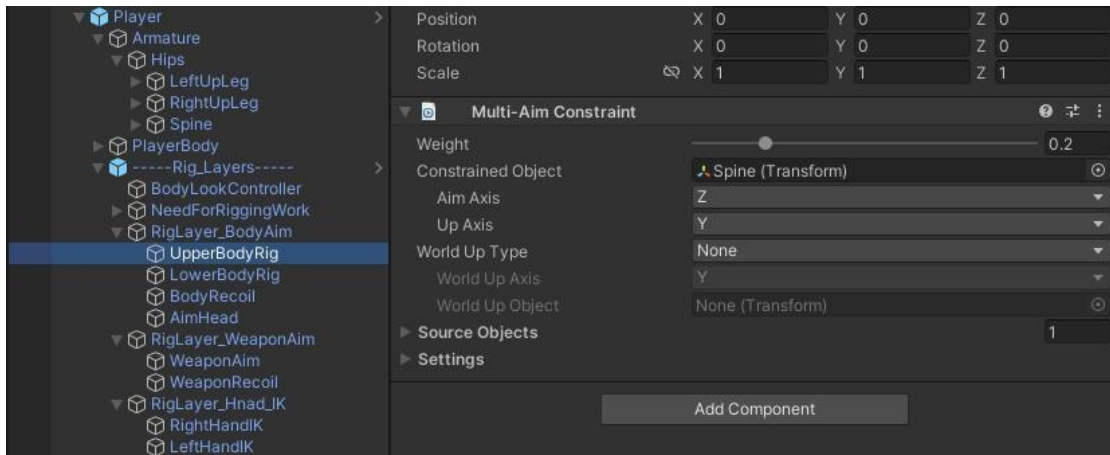 Player
Armature
Hips
LeftUpLeg
RightUpLeg
Spine
PlayerBody
-----Rig_Layers-----
BodyLookController
NeedForRiggingWork
RigLayer_BodyAim
UpperBodyRig
LowerBodyRig
BodyRecoil
AimHead
RigLayer_WeaponAim
WeaponAim
WeaponRecoil
RigLayer_Hnad_IK
RightHandIK
LeftHandIK
Position X 0 Y 0 Z 0
Rotation X 0 Y 0 Z 0
Scale X 1 Y 1 Z 1
Multi-Aim Constraint
Weight 0.2
Constrained Object Spine (Transform)
Aim Axis Z
Up Axis Y
World Up Type None
World Up Axis Y
World Up Object None (Transform)
Source Objects 1
Settings
Add Component